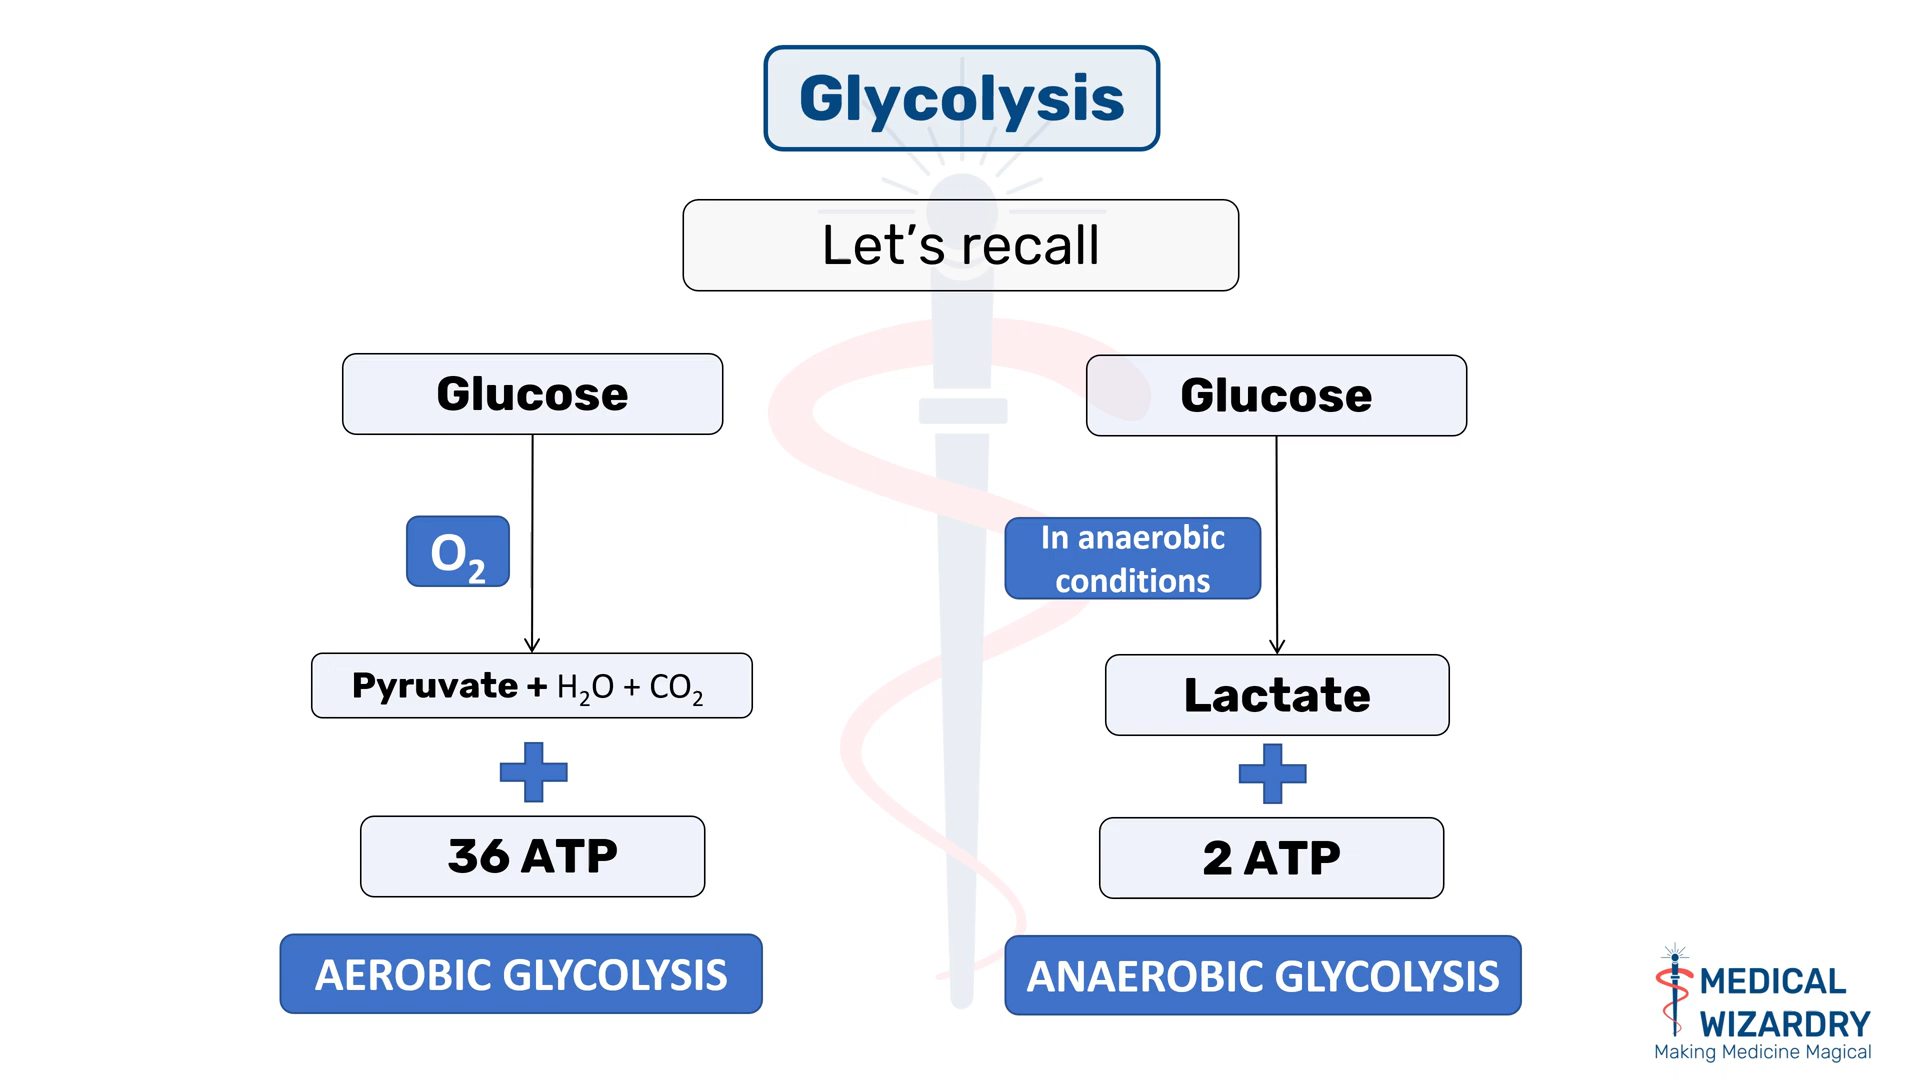 Glycolysis
Let's recall
Glucose
O₂
Pyruvate + H₂O + CO₂
36 ATP
AEROBIC GLYCOLYSIS
Glucose
In anaerobic
conditions
Lactate
2 ATP
ANAEROBIC GLYCOLYSIS
MEDICAL
WIZARDRY
Making Medicine Magical